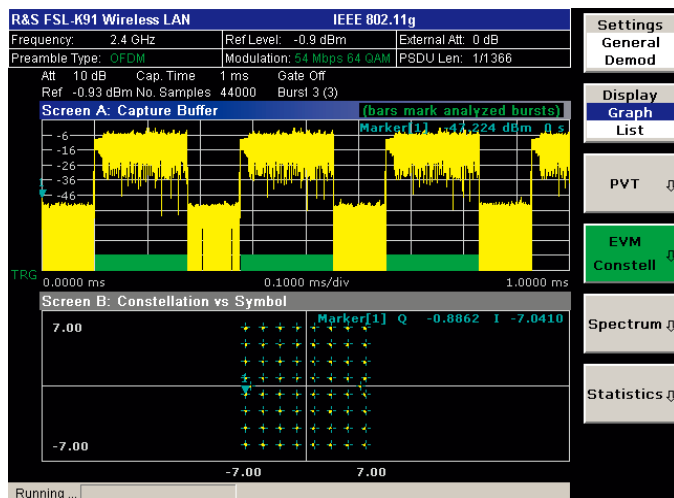 R&S FSL-K91 Wireless LAN IEEE 802.11g
Frequency: 2.4 GHz Ref Level: -0.9 dBm External Att: 0 dB
Preamble Type: OFDM Modulation: 54 Mbps 64 QAM PSDU Len: 1/1366
Att 10 dB Cap. Time 1 ms Gate Off
Ref -0.93 dBm No. Samples 44000 Burst 3 (3)
Screen A: Capture Buffer (bars mark analyzed bursts)
Marker[1] -47.224 dBm 0 s
-6
-16
-26
-36
-46
1
TRG
0.0000 ms 0.1000 ms/div 1.0000 ms
Screen B: Constellation vs Symbol
Marker[1] Q -0.8862 I -7.0410
7.00
1
-7.00
-7.00 7.00
Running ...
Settings
General
Demod
Display
Graph
List
PVT
EVM
Constell
Spectrum
Statistics